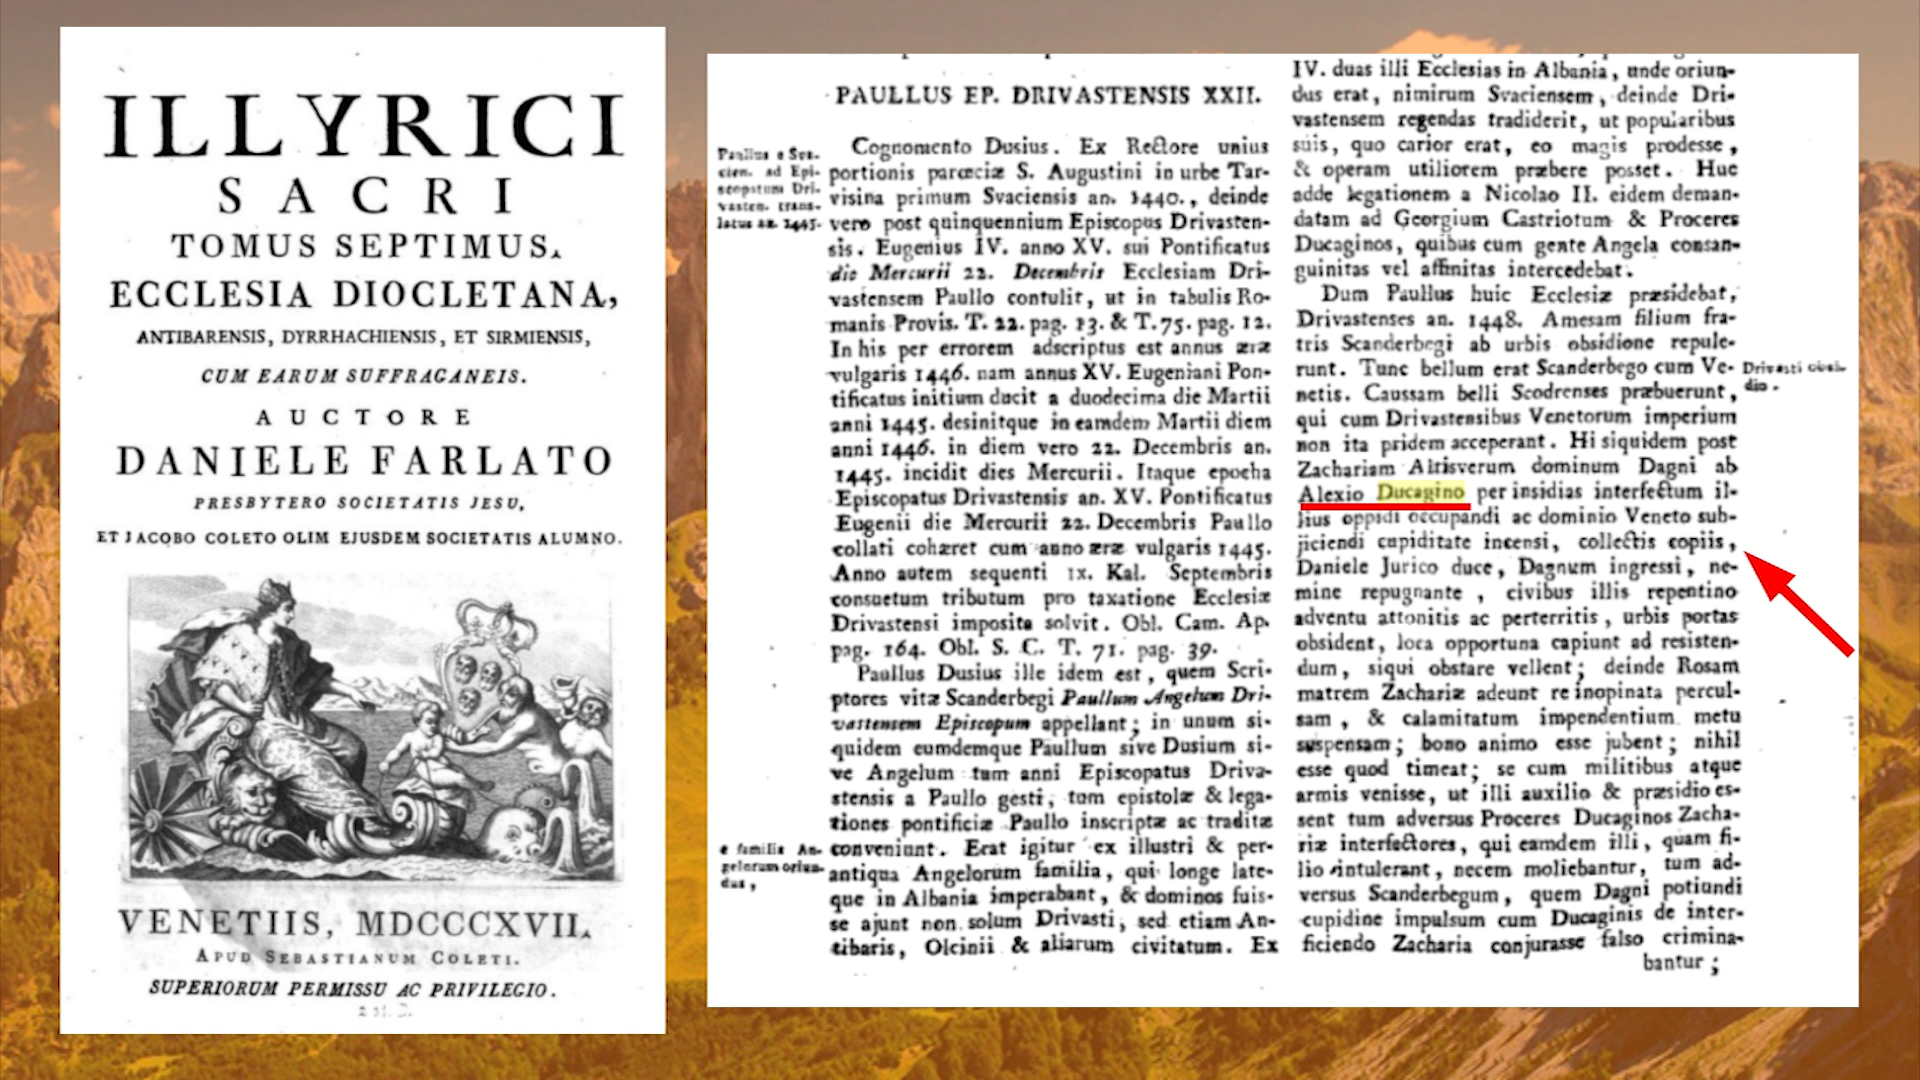 ILLYRICI
SACRI
TOMUS SEPTIMUS.
ECCLESIA DIOCLETANA,
ANTIBARENSIS, DYRRHACHIENSIS, ET SIRMIENSIS,
CUM EARUM SUFFRAGANEIS.
AUCTORE
DANIELE FARLATO
PRESBYTERO SOCIETATIS JESU,
ET JACOBO COLETO OLIM EJUSDEM SOCIETATIS ALUMNO.
VENETIIS, MDCCCXVII.
APUD SEBASTIANUM COLETI.
SUPERIORUM PERMISSU AC PRIVILEGIO.
PAULLUS EP. DRIVASTENSIS XXII.
Paullus e Sva-
cien. ad Epi-
scopatum Dri-
vasten. trans-
latus an. 1445.
Cognomento Dusius. Ex Rectore unius
portionis parœciæ S. Augustini in urbe Tar-
visina primum Svaciensis an. 1440., deinde
vero post quinquennium Episcopus Drivasten-
sis. Eugenius IV. anno XV. sui Pontificatus
die Mercurii 22. Decembris Ecclesiam Dri-
vastensem Paullo contulit, ut in tabulis Ro-
manis Provis. T. 22. pag. 13. & T. 75. pag. 12.
In his per errorem adscriptus est annus æræ
vulgaris 1446. nam annus XV. Eugeniani Pon-
tificatus initium ducit a duodecima die Martii
anni 1445. desinitque in eamdem Martii diem
anni 1446. in diem vero 22. Decembris an.
1445. incidit dies Mercurii. Itaque epocha
Episcopatus Drivastensis an. XV. Pontificatus
Eugenii die Mercurii 22. Decembris Paullo
collati cohæret cum anno æræ vulgaris 1445.
Anno autem sequenti IX. Kal. Septembris
consuetum tributum pro taxatione Ecclesiæ
Drivastensi imposita solvit. Obl. Cam. Ap.
pag. 164. Obl. S. C. T. 71. pag. 39.
Paullus Dusius ille idem est, quem Scri-
ptores vitæ Scanderbegi Paullum Angelum Dri-
vastensem Episcopum appellant; in unum si-
quidem eumdemque Paullum sive Dusium si-
ve Angelum tum anni Episcopatus Driva-
stensis a Paullo gesti, tum epistolæ & lega-
tiones pontificiæ Paullo inscriptæ ac traditæ
e familia An-
gelorum oriun-
dus,
conveniunt. Erat igitur ex illustri & per-
antiqua Angelorum familia, qui longe late-
que in Albania imperabant, & dominos fuis-
se ajunt non solum Drivasti, sed etiam An-
tibaris, Olcinii & aliarum civitatum. Ex
IV. duas illi Ecclesias in Albania, unde oriun-
dus erat, nimirum Svaciensem, deinde Dri-
vastensem regendas tradiderit, ut popularibus
suis, quo carior erat, eo magis prodesse,
& operam utiliorem præbere posset. Huc
adde legationem a Nicolao II. eidem deman-
datam ad Georgium Castriotum & Proceres
Ducaginos, quibus cum gente Angela consan-
guinitas vel affinitas intercedebat.
Dum Paullus huic Ecclesiæ præsidebat,
Drivastenses an. 1448. Amesam filium fra-
tris Scanderbegi ab urbis obsidione repule-
runt. Tunc bellum erat Scanderbego cum Ve-
Drivasti obsi-
dio.
netis. Caussam belli Scodrenses præbuerunt,
qui cum Drivastensibus Venetorum imperium
non ita pridem acceperant. Hi siquidem post
Zachariam Altisverum dominum Dagni ab
Alexio Ducagino per insidias interfectum il-
lius oppidi occupandi ac dominio Veneto sub-
jiciendi cupiditate incensi, collectis copiis,
Daniele Jurico duce, Dagnum ingressi, ne-
mine repugnante, civibus illis repentino
adventu attonitis ac perterritis, urbis portas
obsident, loca opportuna capiunt ad resisten-
dum, siqui obstare vellent; deinde Rosam
matrem Zachariæ adeunt re inopinata percul-
sam, & calamitatum impendentium metu
suspensam; bono animo esse jubent; nihil
esse quod timeat; se cum militibus atque
armis venisse, ut illi auxilio & præsidio es-
sent tum adversus Proceres Ducaginos Zacha-
riæ interfectores, qui eamdem illi, quam fi-
lio intulerant, necem moliebantur, tum ad-
versus Scanderbegum, quem Dagni potiundi
cupidine impulsum cum Ducaginis de inter-
ficiendo Zacharia conjurasse falso crimina-
bantur;